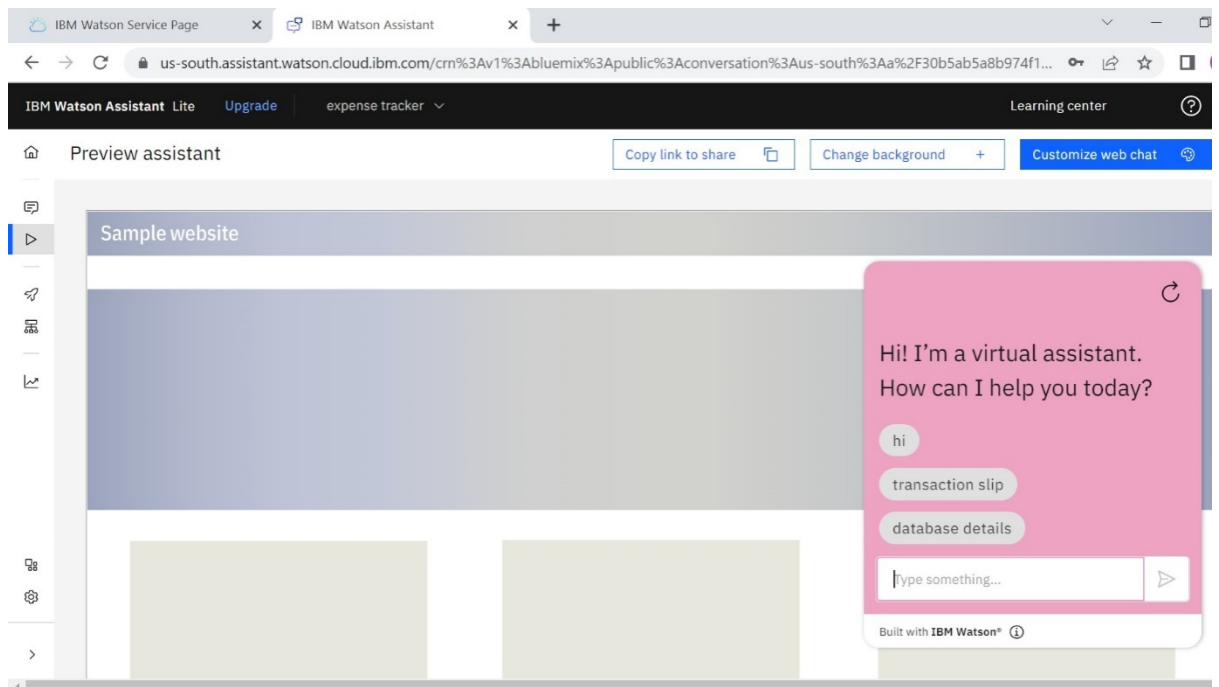 IBM Watson Service Page
IBM Watson Assistant
us-south.assistant.watson.cloud.ibm.com/crn%3Av1%3Abluemix%3Apublic%3Aconversation%3Aus-south%3Aa%2F30b5ab5a8b974f1...
IBM Watson Assistant Lite Upgrade expense tracker Learning center
Preview assistant Copy link to share Change background + Customize web chat
Sample website
Hi! I'm a virtual assistant.
How can I help you today?
hi
transaction slip
database details
Type something...
Built with IBM Watson®